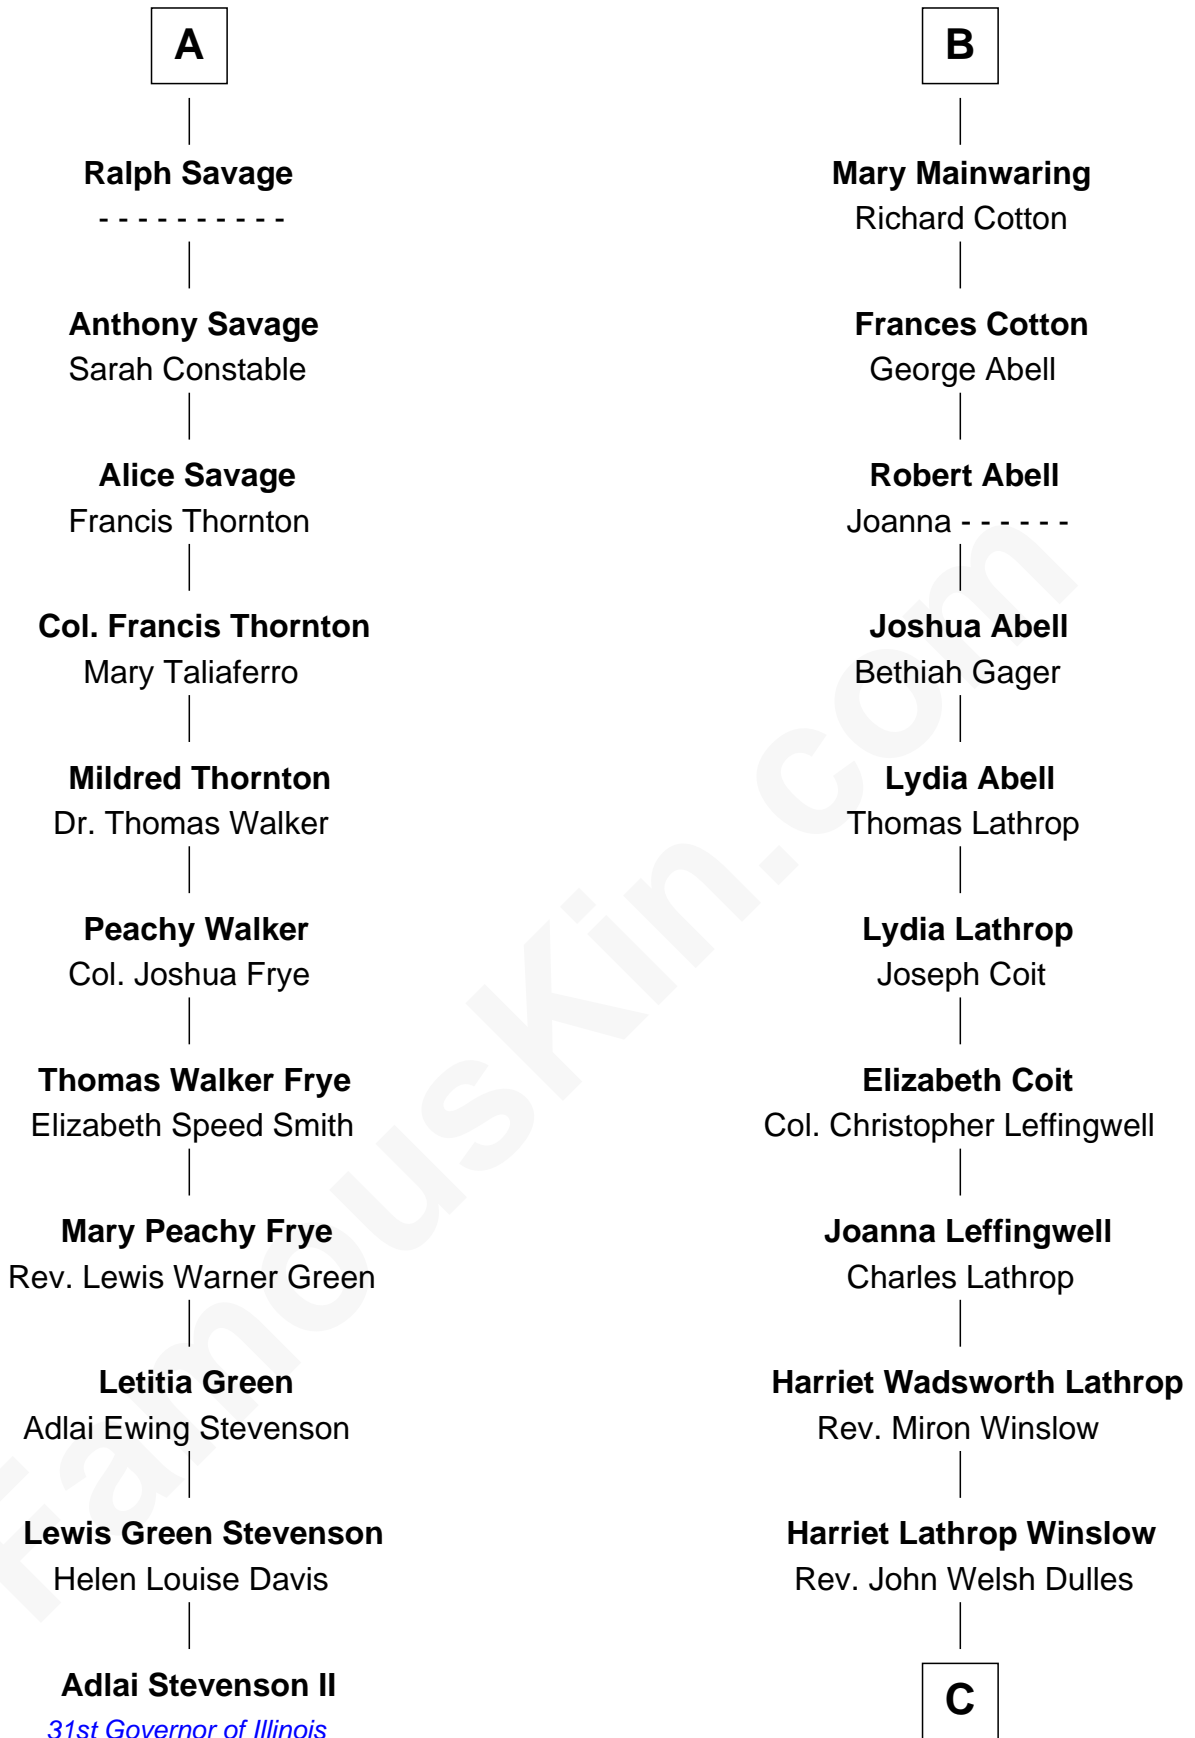 A
Ralph Savage
- - - - - - - - - -
Anthony Savage
Sarah Constable
Alice Savage
Francis Thornton
Col. Francis Thornton
Mary Taliaferro
Mildred Thornton
Dr. Thomas Walker
Peachy Walker
Col. Joshua Frye
Thomas Walker Frye
Elizabeth Speed Smith
Mary Peachy Frye
Rev. Lewis Warner Green
Letitia Green
Adlai Ewing Stevenson
Lewis Green Stevenson
Helen Louise Davis
Adlai Stevenson II
31st Governor of Illinois
B
Mary Mainwaring
Richard Cotton
Frances Cotton
George Abell
Robert Abell
Joanna - - - - - -
Joshua Abell
Bethiah Gager
Lydia Abell
Thomas Lathrop
Lydia Lathrop
Joseph Coit
Elizabeth Coit
Col. Christopher Leffingwell
Joanna Leffingwell
Charles Lathrop
Harriet Wadsworth Lathrop
Rev. Miron Winslow
Harriet Lathrop Winslow
Rev. John Welsh Dulles
C
FamousKin.com